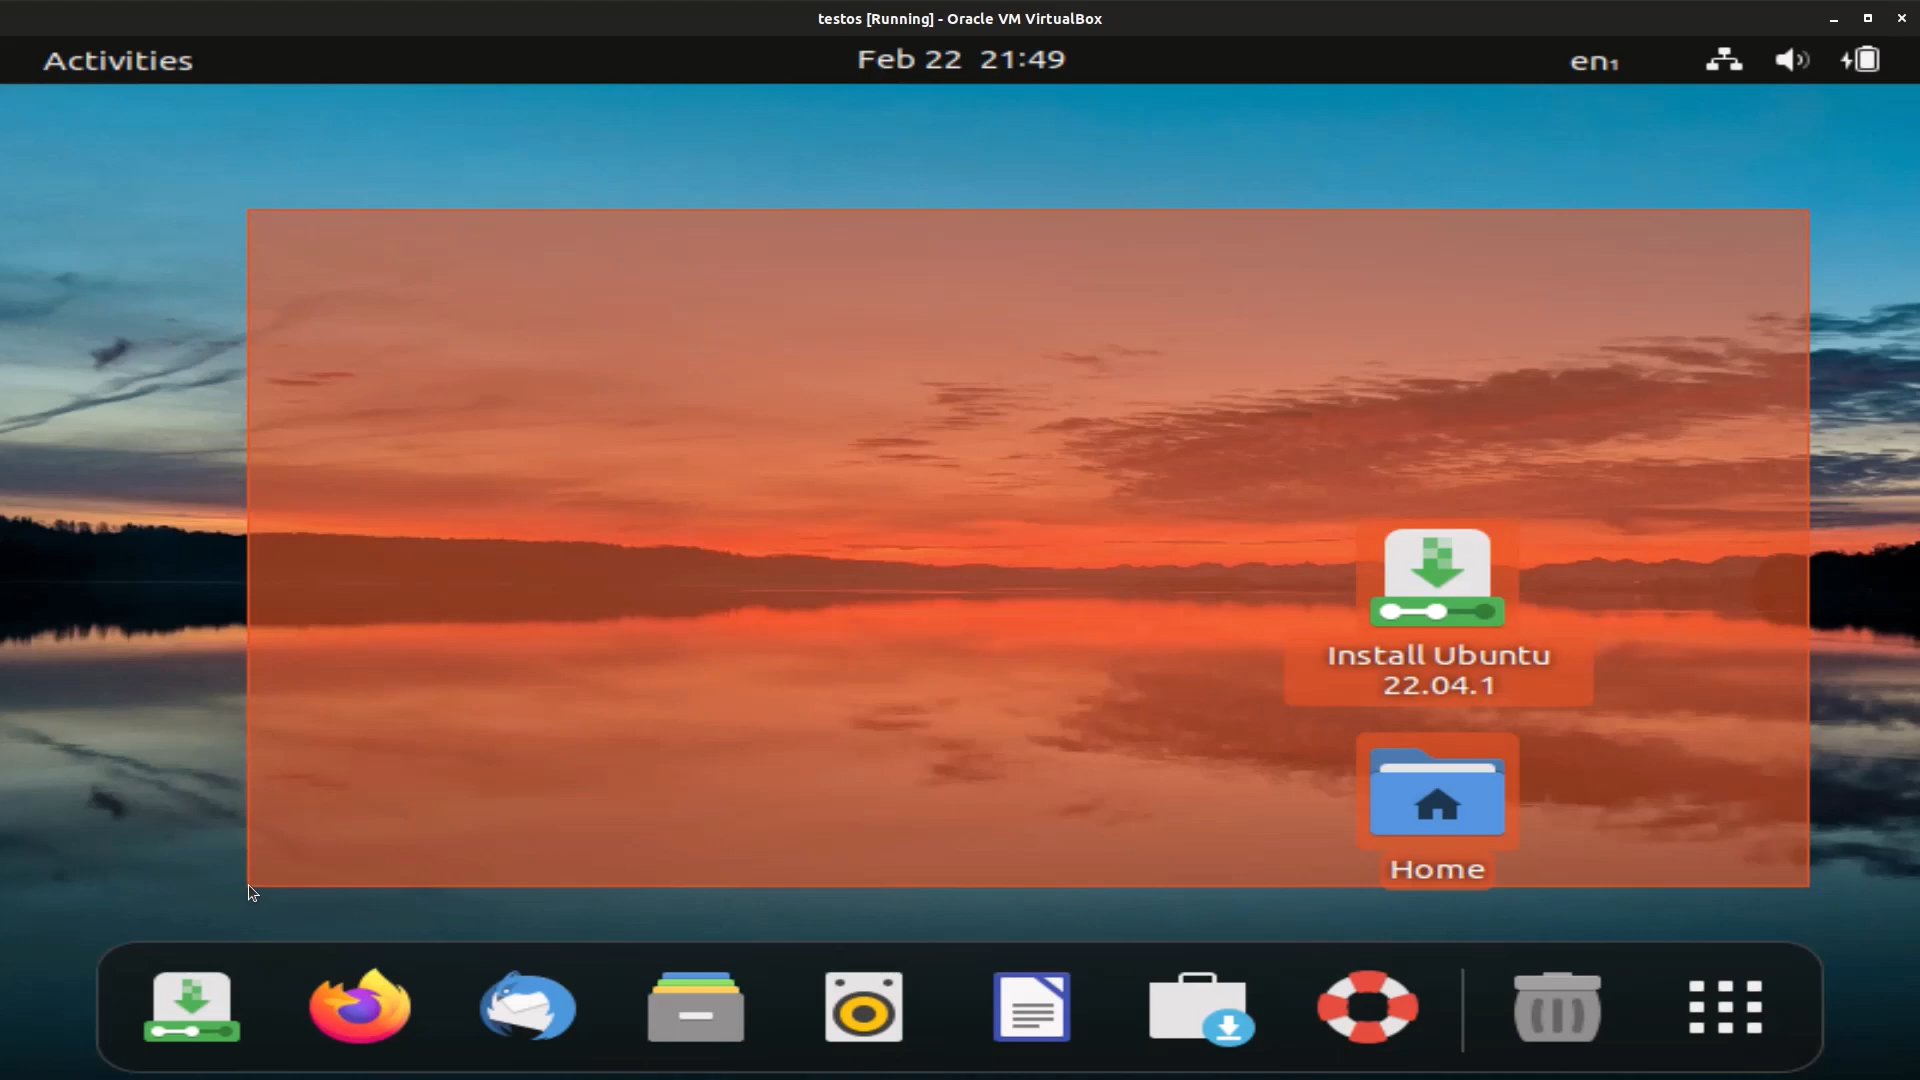 testos [Running] - Oracle VM VirtualBox
Activities
Feb 22 21:49
en₁
Install Ubuntu
22.04.1
Home